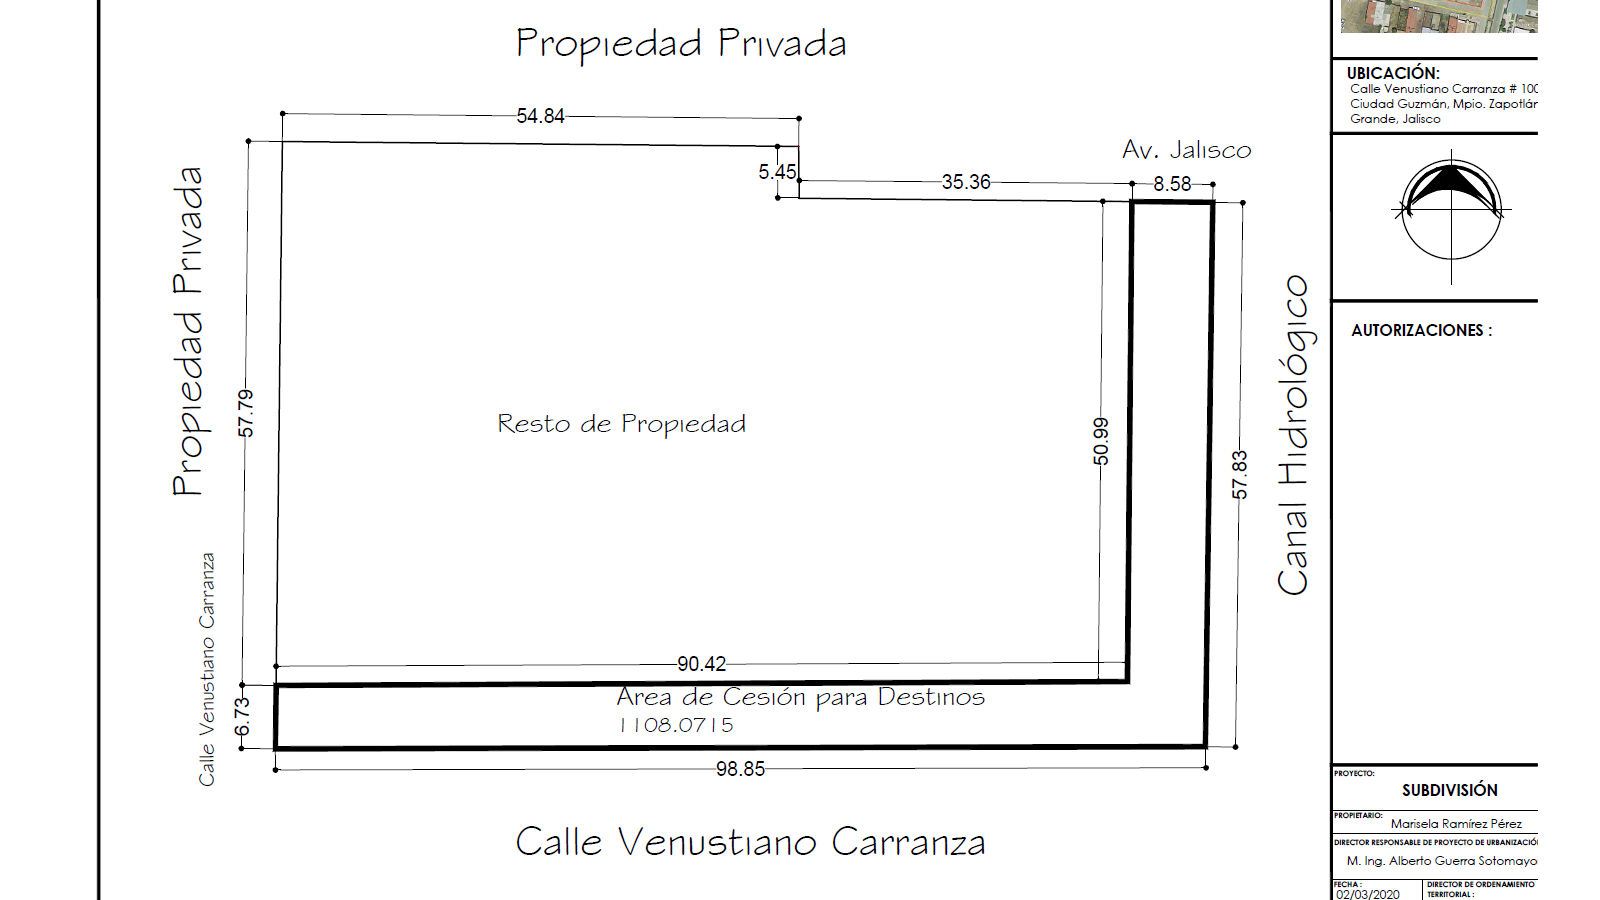 Propiedad Privada
54.84
5.45
35.36
Av. Jalisco
8.58
Propiedad Privada
57.79
Resto de Propiedad
50.99
57.83
Canal Hidrológico
Calle Venustiano Carranza
6.73
90.42
Area de Cesión para Destinos
1108.0715
98.85
Calle Venustiano Carranza
UBICACIÓN:
Calle Venustiano Carranza # 100
Ciudad Guzmán, Mpio. Zapotlán
Grande, Jalisco
AUTORIZACIONES :
PROYECTO:
SUBDIVISIÓN
PROPIETARIO:
Marisela Ramírez Pérez
DIRECTOR RESPONSABLE DE PROYECTO DE URBANIZACIÓ
M. Ing. Alberto Guerra Sotomayo
FECHA :
02/03/2020
DIRECTOR DE ORDENAMIENTO
TERRITORIAL :